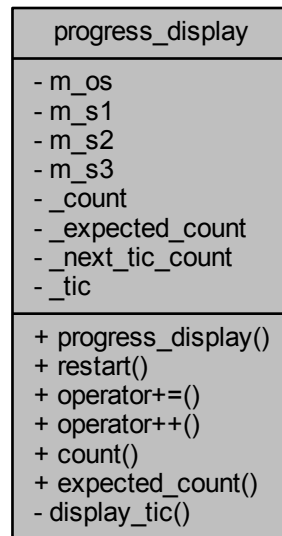 progress_display
- m_os
- m_s1
- m_s2
- m_s3
- _count
- _expected_count
- _next_tic_count
- _tic
+ progress_display()
+ restart()
+ operator+=()
+ operator++()
+ count()
+ expected_count()
- display_tic()